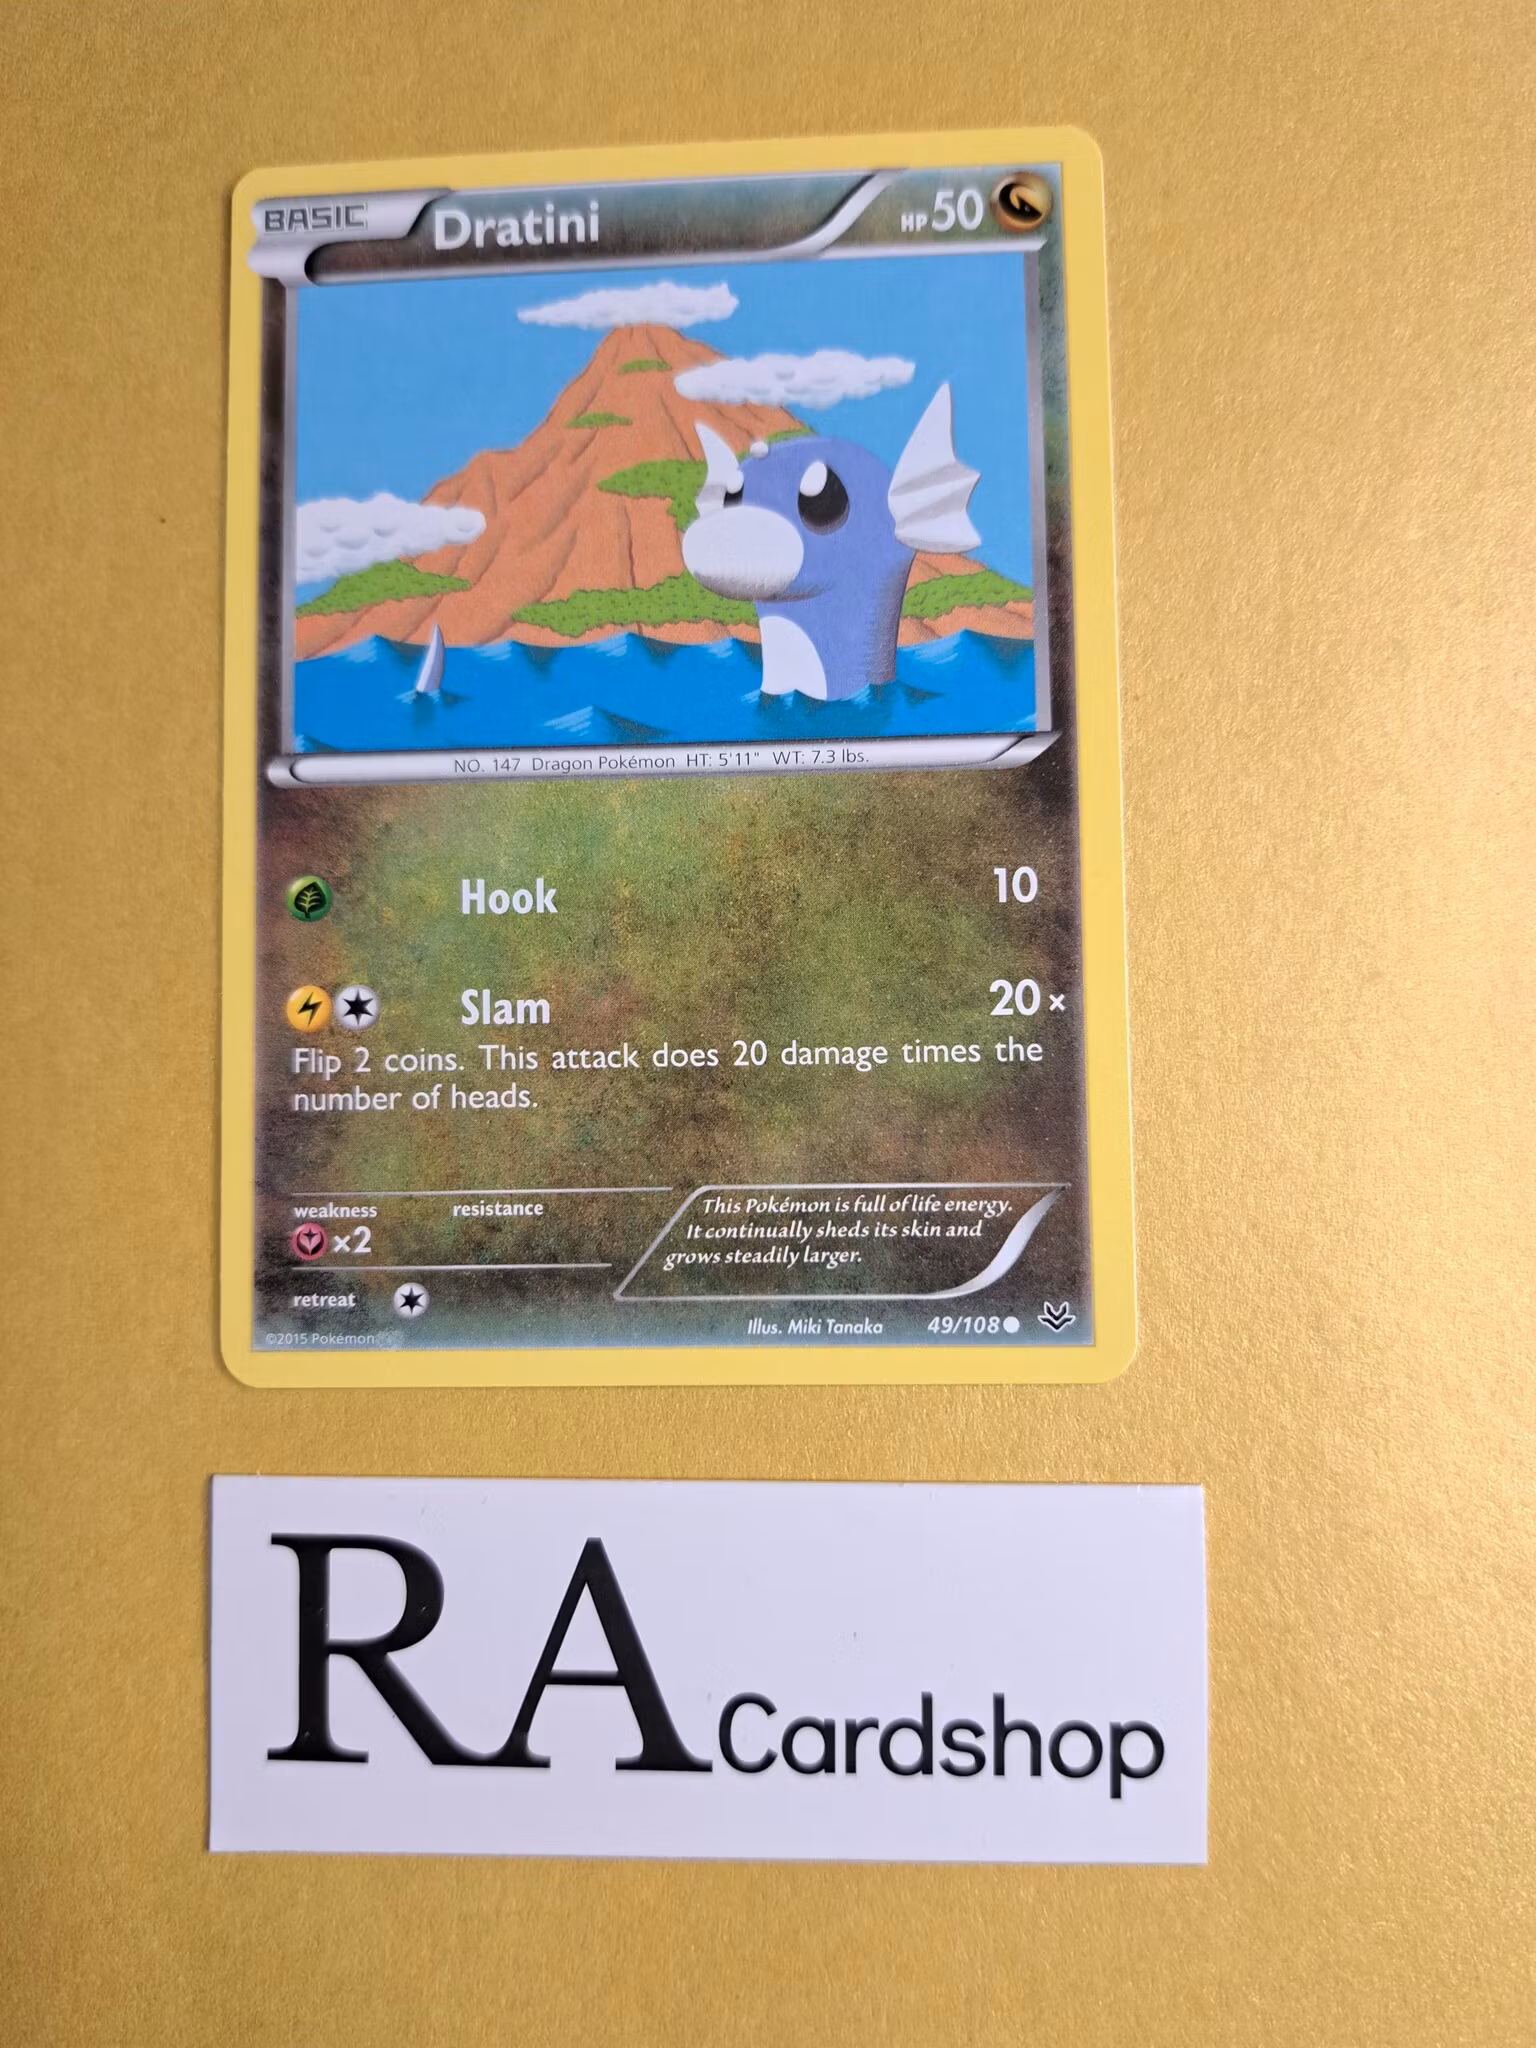 BASIC Dratini HP 50
NO. 147 Dragon Pokémon HT: 5'11" WT: 7.3 lbs.
Hook 10
Slam 20×
Flip 2 coins. This attack does 20 damage times the
number of heads.
weakness resistance
×2
retreat
This Pokémon is full of life energy.
It continually sheds its skin and
grows steadily larger.
©2015 Pokémon
Illus. Miki Tanaka 49/108
RA Cardshop